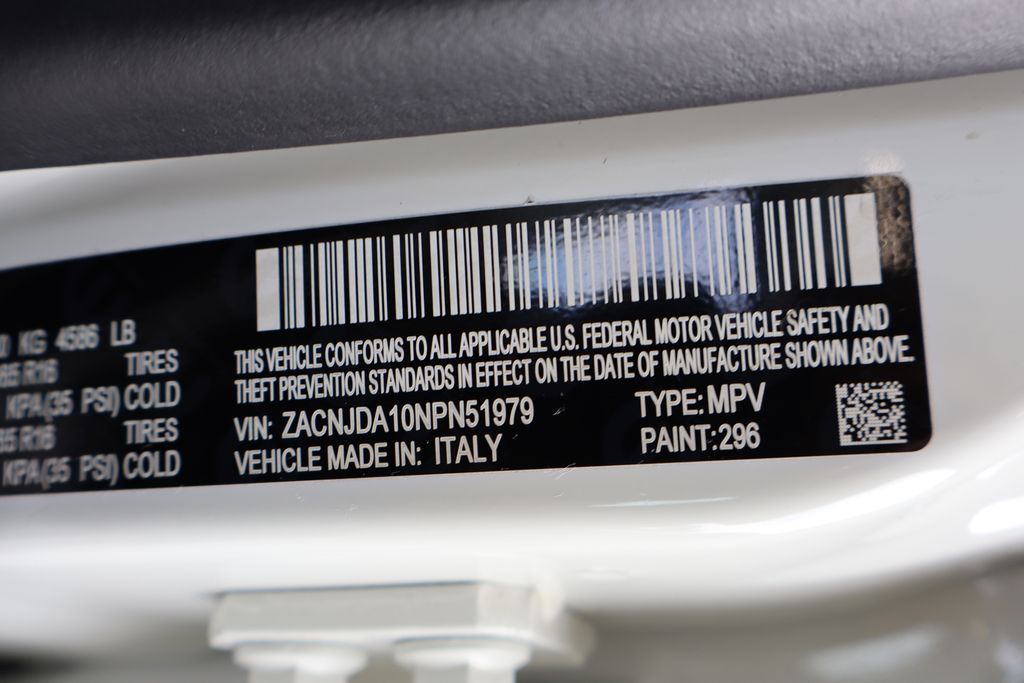 KG 4586 LB
R16 TIRES
KPA(35 PSI) COLD
R16 TIRES
KPA(35 PSI) COLD
THIS VEHICLE CONFORMS TO ALL APPLICABLE U.S. FEDERAL MOTOR VEHICLE SAFETY AND
THEFT PREVENTION STANDARDS IN EFFECT ON THE DATE OF MANUFACTURE SHOWN ABOVE.
VIN: ZACNJDA10NPN51979 TYPE: MPV
VEHICLE MADE IN: ITALY PAINT: 296